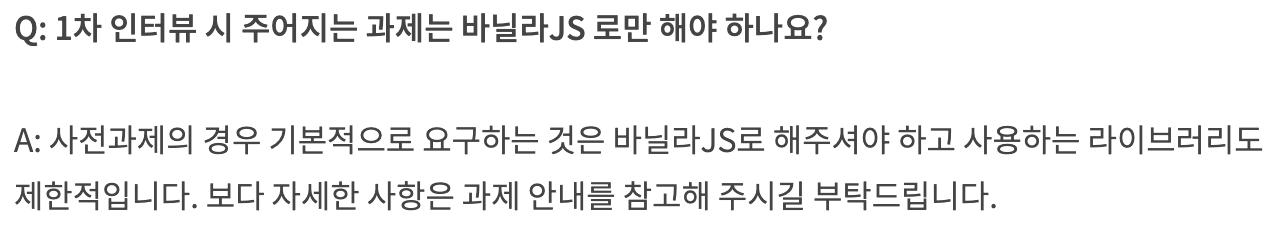 Q: 1차 인터뷰 시 주어지는 과제는 바닐라JS 로만 해야 하나요?
A: 사전과제의 경우 기본적으로 요구하는 것은 바닐라JS로 해주셔야 하고 사용하는 라이브러리도
제한적입니다. 보다 자세한 사항은 과제 안내를 참고해 주시길 부탁드립니다.